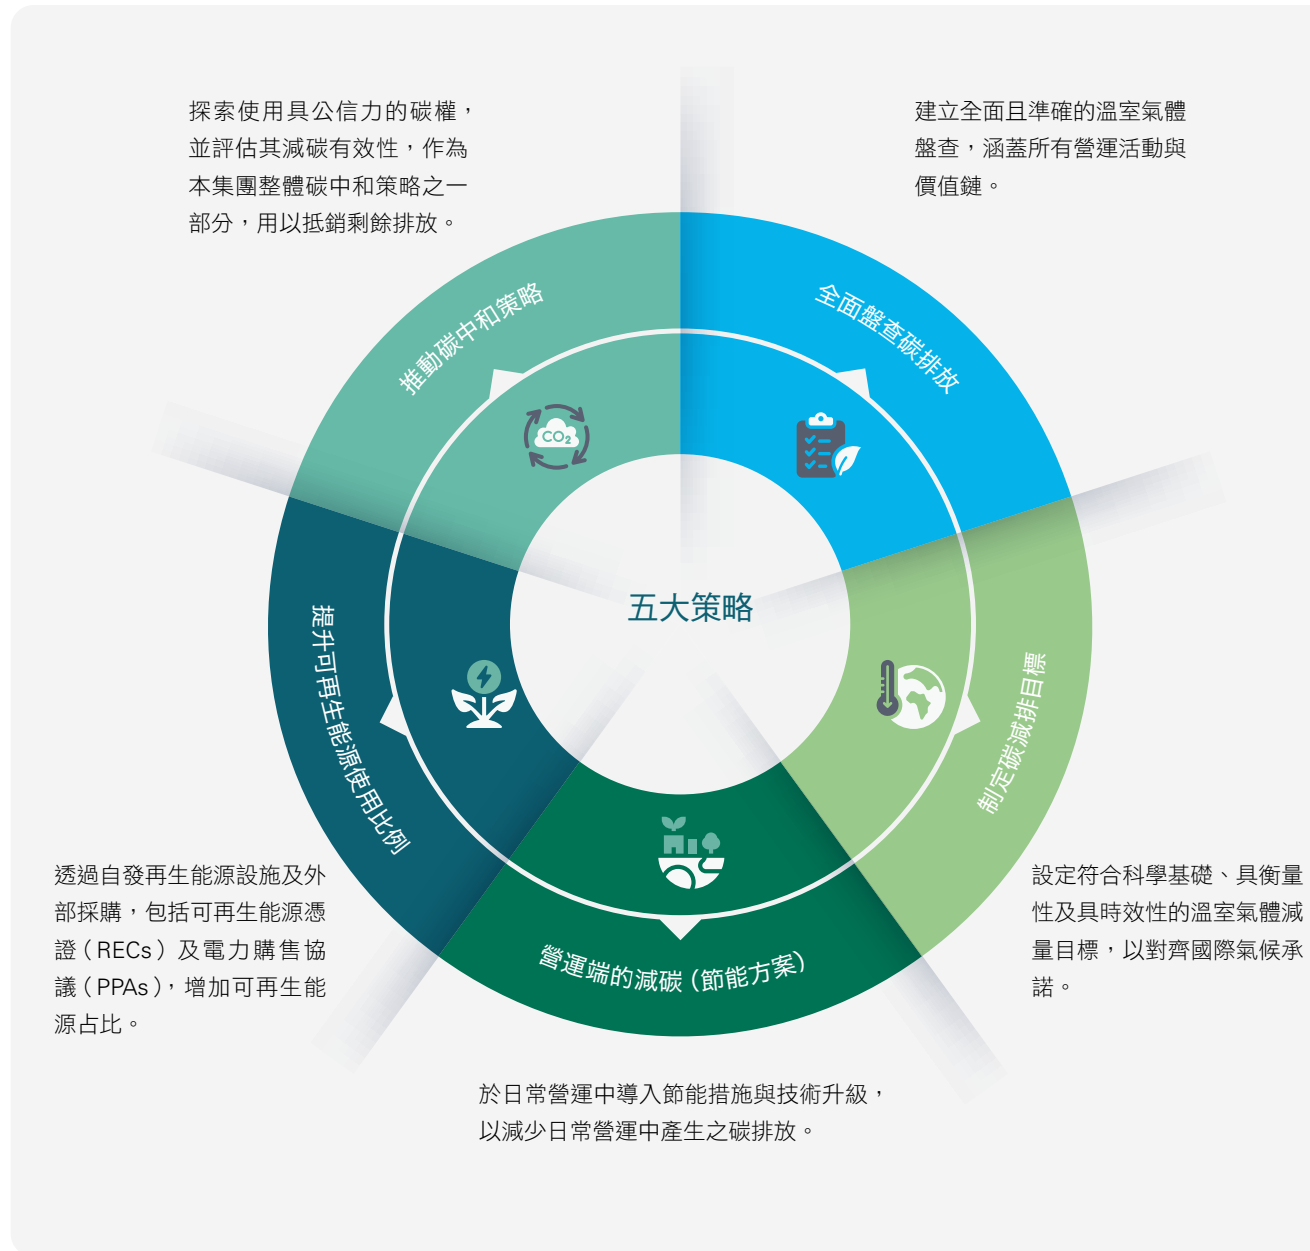 探索使用具公信力的碳權，
並評估其減碳有效性，作為
本集團整體碳中和策略之一
部分，用以抵銷剩餘排放。
建立全面且準確的溫室氣體
盤查，涵蓋所有營運活動與
價值鏈。
推動碳中和策略
全面盤查碳排放
CO₂
五大策略
提升可再生能源使用比例
制定碳減排目標
營運端的減碳（節能方案）
透過自發再生能源設施及外
部採購，包括可再生能源憑
證（RECs）及電力購售協
議（PPAs），增加可再生能
源占比。
設定符合科學基礎、具衡量
性及具時效性的溫室氣體減
量目標，以對齊國際氣候承
諾。
於日常營運中導入節能措施與技術升級，
以減少日常營運中產生之碳排放。